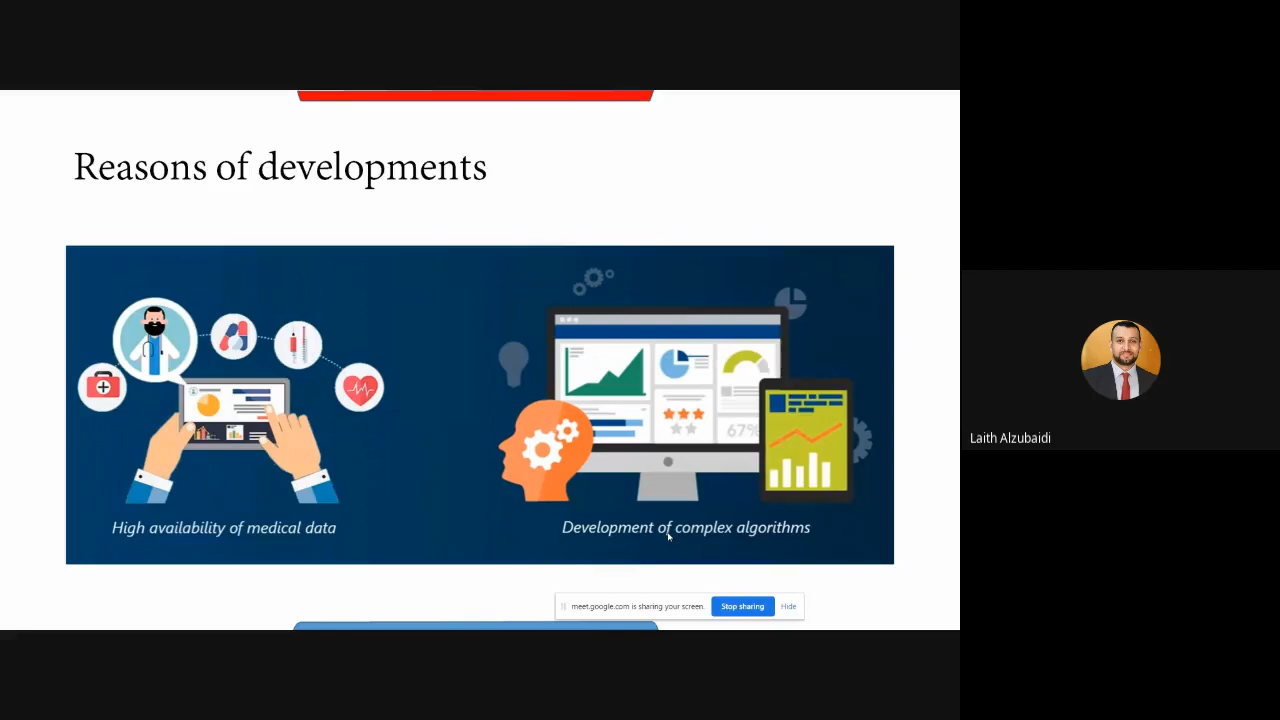 Reasons of developments
67%
High availability of medical data
Development of complex algorithms
meet.google.com is sharing your screen.
Stop sharing
Hide
Laith Alzubaidi